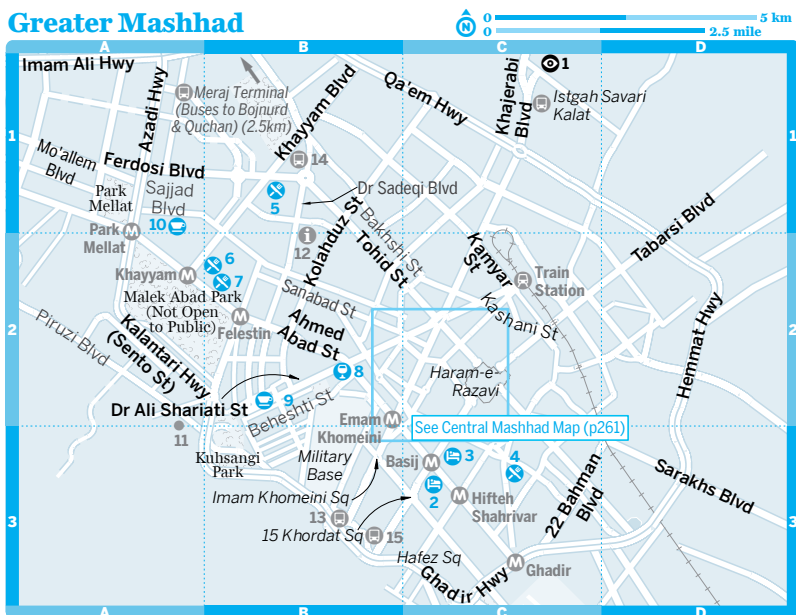 Greater Mashhad
N
0 5 km
0 2.5 mile
A B C D
Imam Ali Hwy
Azadi Hwy
Meraj Terminal
(Buses to Bojnurd
& Quchan) (2.5km)
Khayyam Blvd
Qa'em Hwy
Khajerabi
Blvd
1
Istgah Savari
Kalat
1
1
Mo'allem
Blvd
Ferdosi Blvd
14
Park
Mellat
Sajjad
Blvd
5
Dr Sadeqi Blvd
10
Park
Mellat
12
Kolahduz St
Bakhishi St
Tohid St
Kamyar
St
Tabarsi Blvd
6
7
Khayyam
Train
Station
Malek Abad Park
(Not Open
to Public)
Sanabad St
Kashani St
2
2
Felestin
Piruzi Blvd
Kalantari Hwy
(Sento St)
Ahmed
Abad St
Hemmat Hwy
8
Haram-e-
Razavi
Dr Ali Shariati St
9
Beheshti St
Emam
Khomeini
11
See Central Mashhad Map (p261)
Kuhsangi
Park
Military
Base
Basij
3
4
Sarakhs Blvd
Imam Khomeini Sq
2
Hifteh
Shahrivar
22 Bahman
Blvd
3
3
13
15 Khordat Sq
15
Hafez Sq
Ghadir Hwy
Ghadir
A B C D